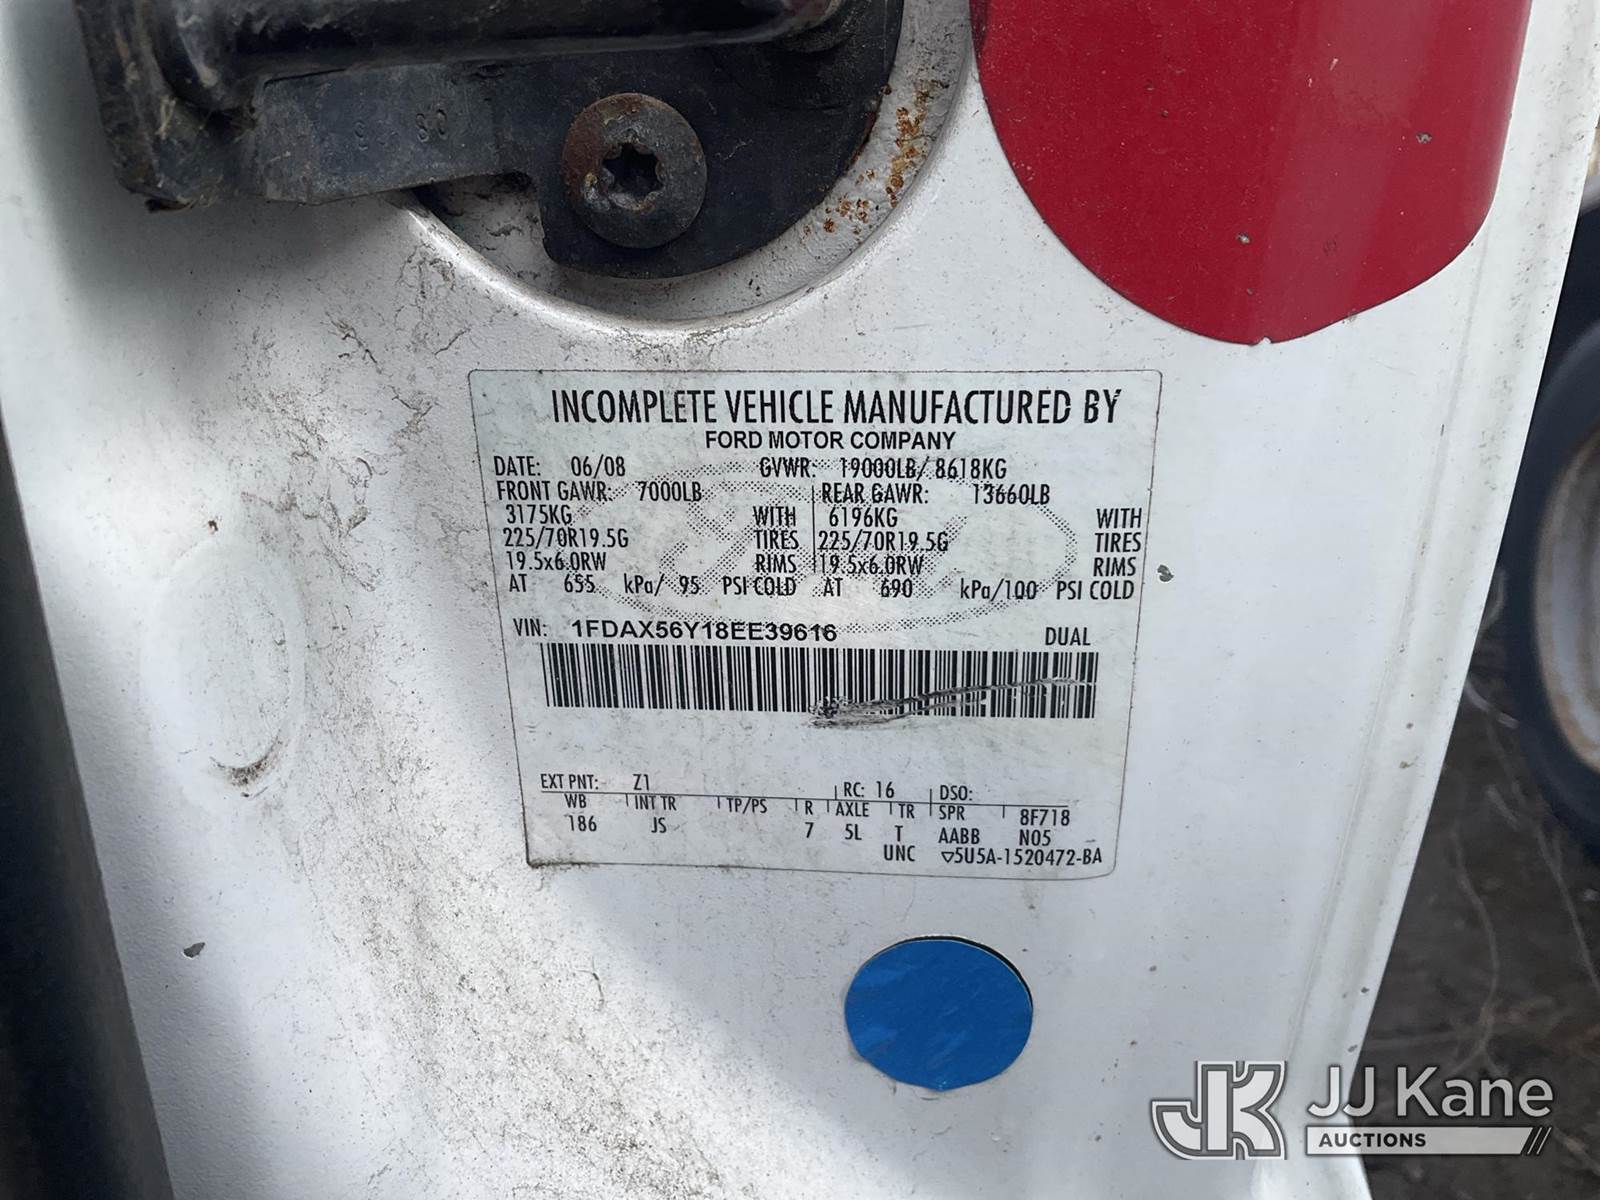 INCOMPLETE VEHICLE MANUFACTURED BY
FORD MOTOR COMPANY
DATE: 06/08 GVWR: 19000LB/ 8618KG
FRONT GAWR: 7000LB REAR GAWR: 13660LB
3175KG WITH 6196KG WITH
225/70R19.5G TIRES 225/70R19.5G TIRES
19.5x6.0RW RIMS 19.5x6.0RW RIMS
AT 655 kPa/ 95 PSI COLD AT 690 kPa/100 PSI COLD
VIN: 1FDAX56Y18EE39616 DUAL
EXT PNT: Z1 RC: 16 DSO:
WB INT TR TP/PS R AXLE TR SPR 8F718
186 JS 7 5L T AABB N05
UNC ▽5U5A-1520472-BA
JK JJ Kane
AUCTIONS